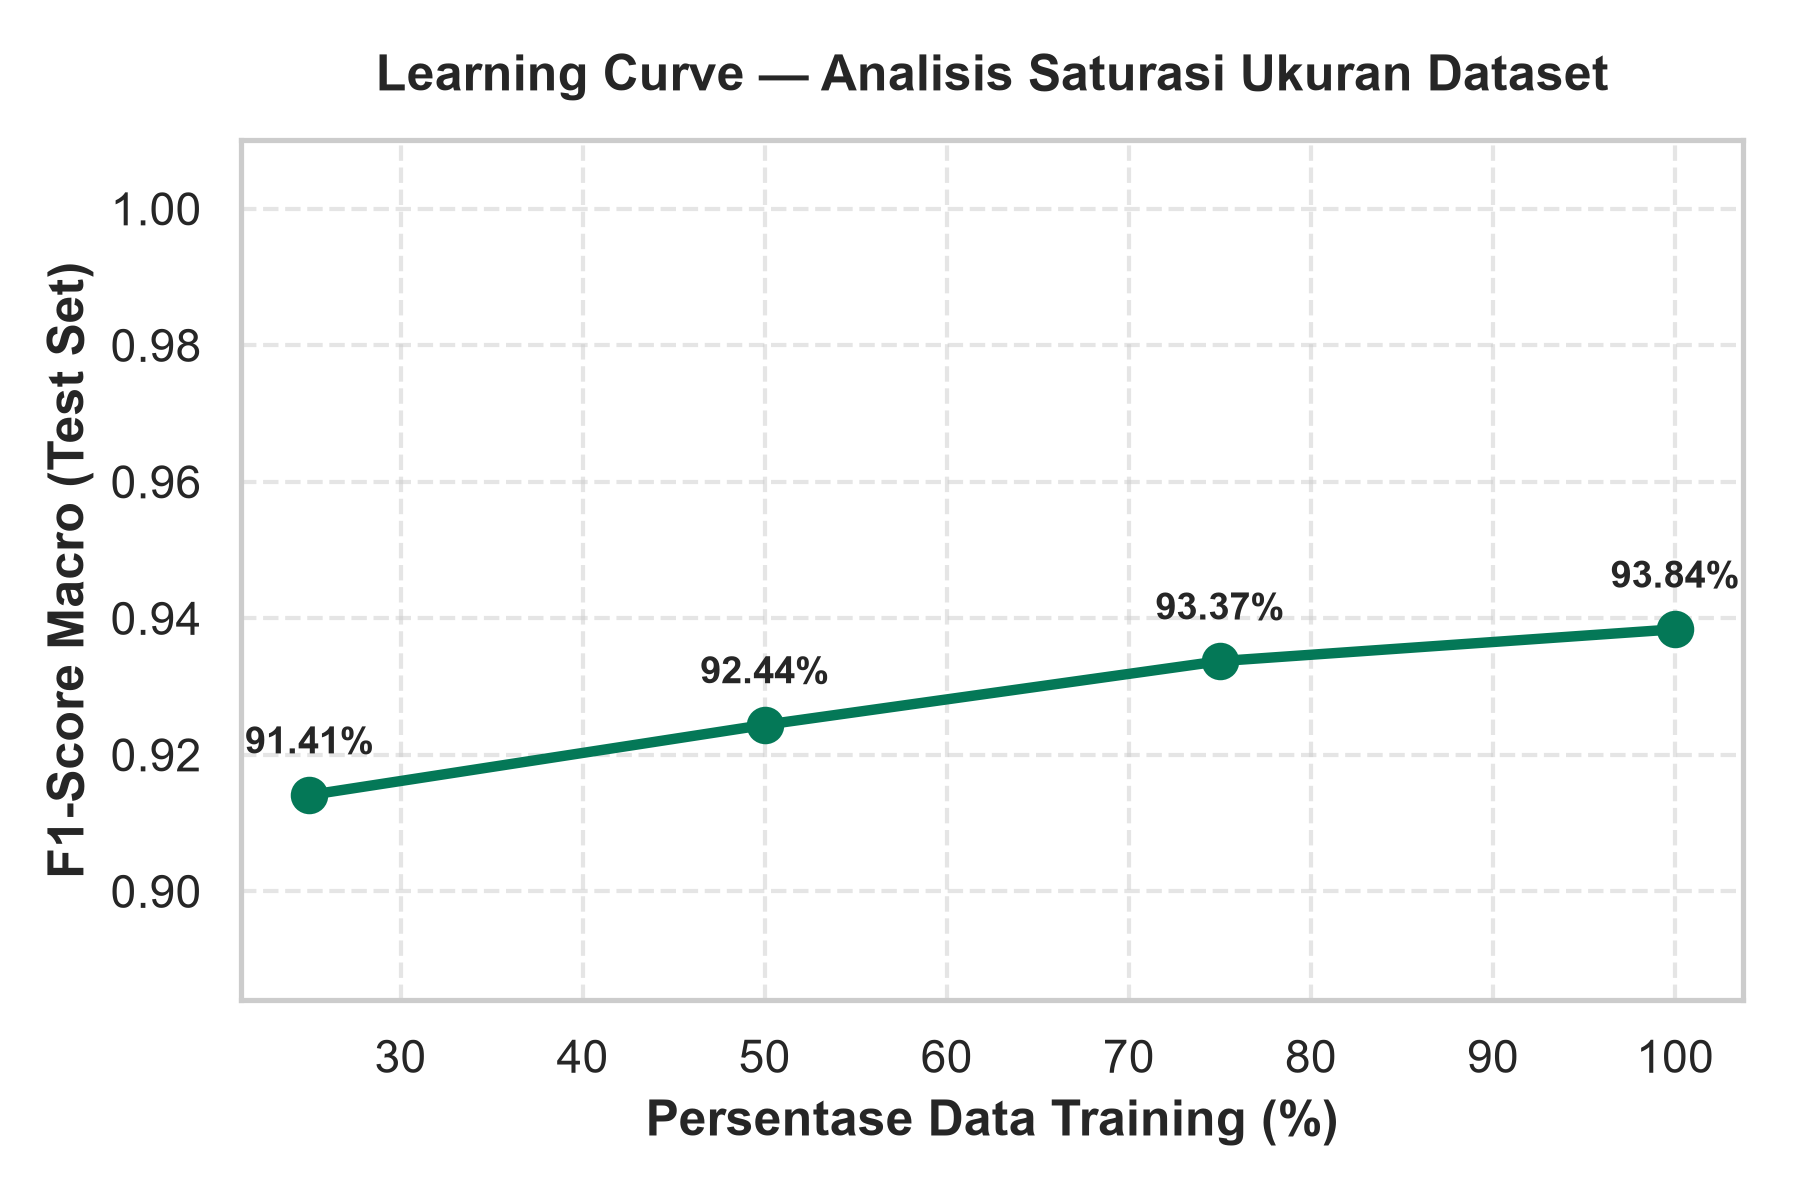 Learning Curve — Analisis Saturasi Ukuran Dataset
F1-Score Macro (Test Set)
1.00
0.98
0.96
0.94
0.92
0.90
91.41%
92.44%
93.37%
93.84%
30 40 50 60 70 80 90 100
Persentase Data Training (%)